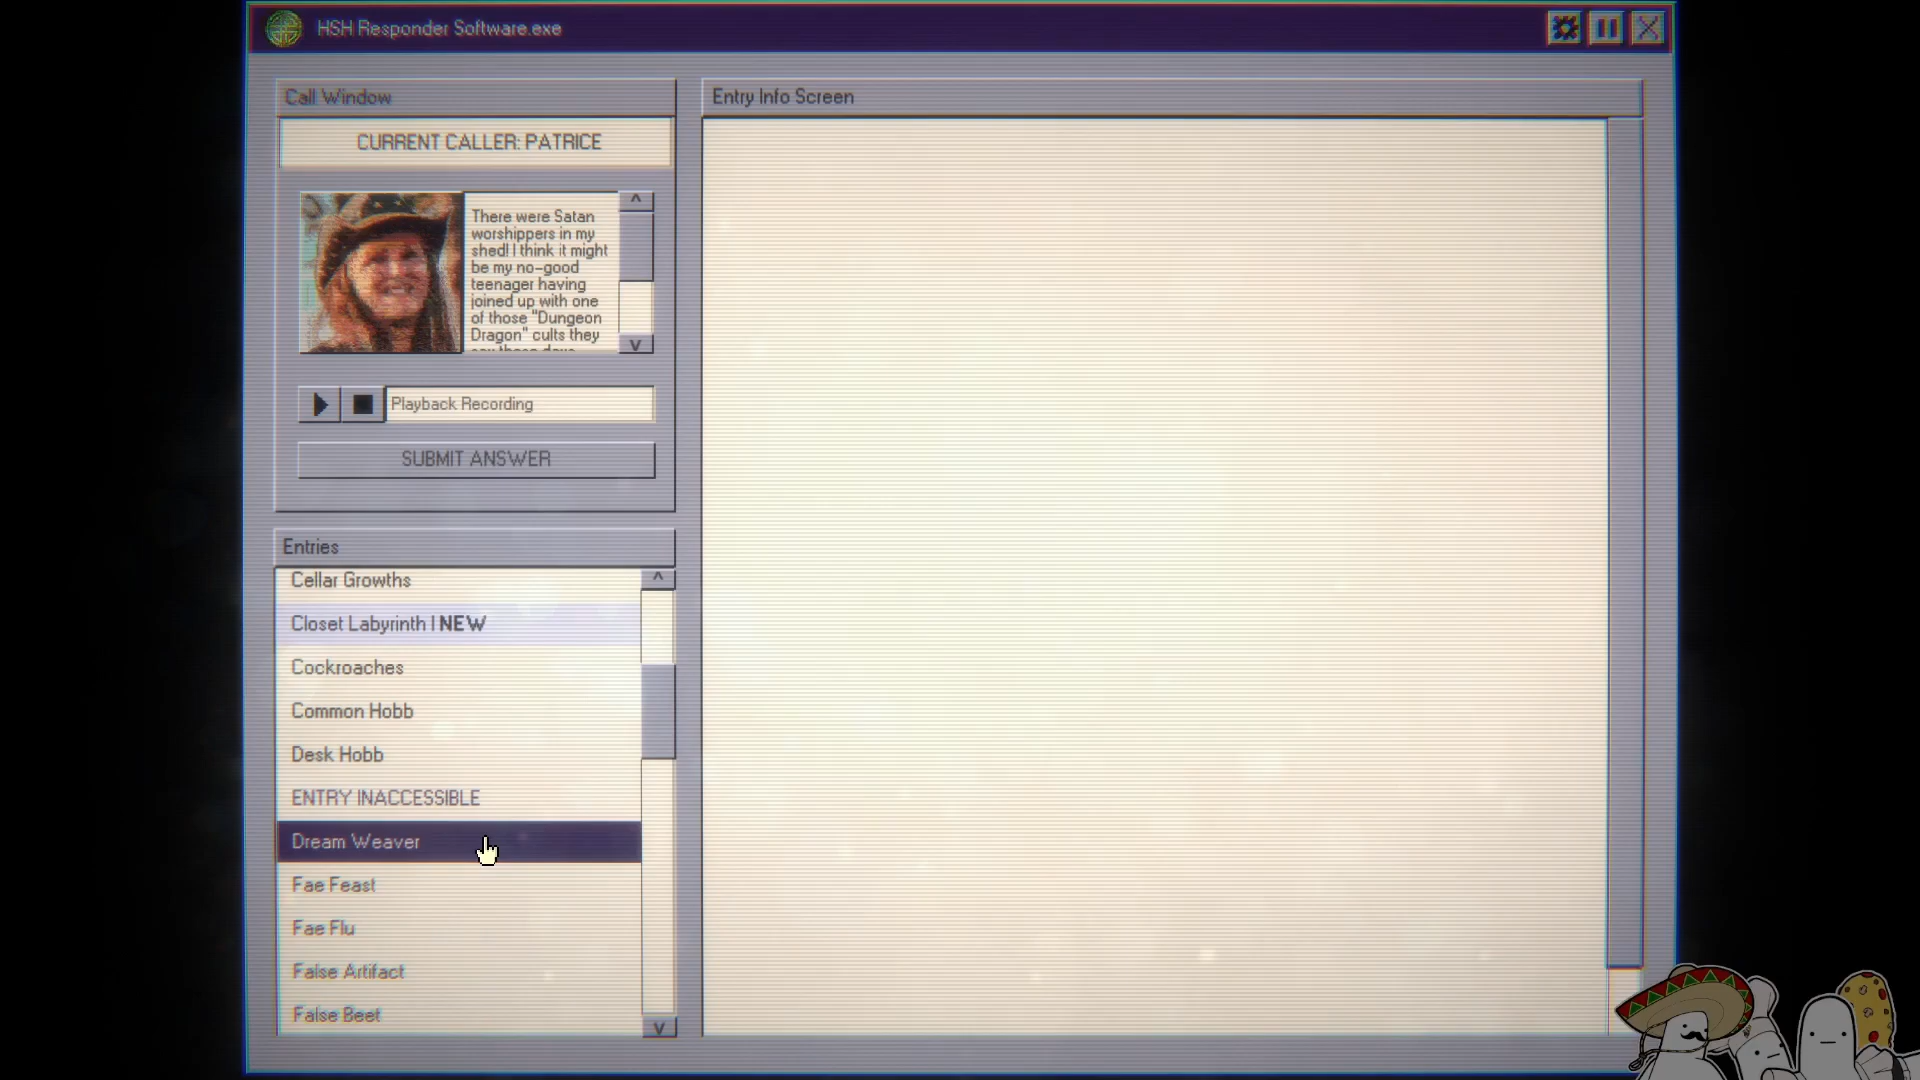 HSH Responder Software.exe
Call Window
CURRENT CALLER: PATRICE
There were Satan
worshippers in my
shed! I think it might
be my no-good
teenager having
joined up with one
of those "Dungeon
Dragon" cults they
say these days
Playback Recording
SUBMIT ANSWER
Entries
Cellar Growths
Closet Labyrinth | NEW
Cockroaches
Common Hobb
Desk Hobb
ENTRY INACCESSIBLE
Dream Weaver
Fae Feast
Fae Flu
False Artifact
False Beet
Entry Info Screen